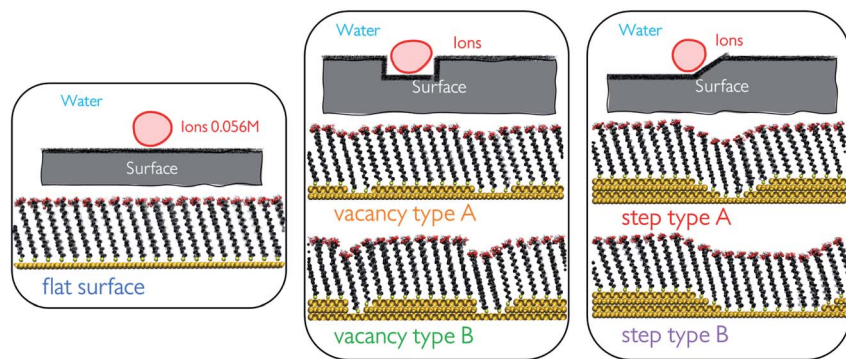 Water
Ions 0.056M
Surface
flat surface
Water
Ions
Surface
vacancy type A
vacancy type B
Water
Ions
Surface
step type A
step type B